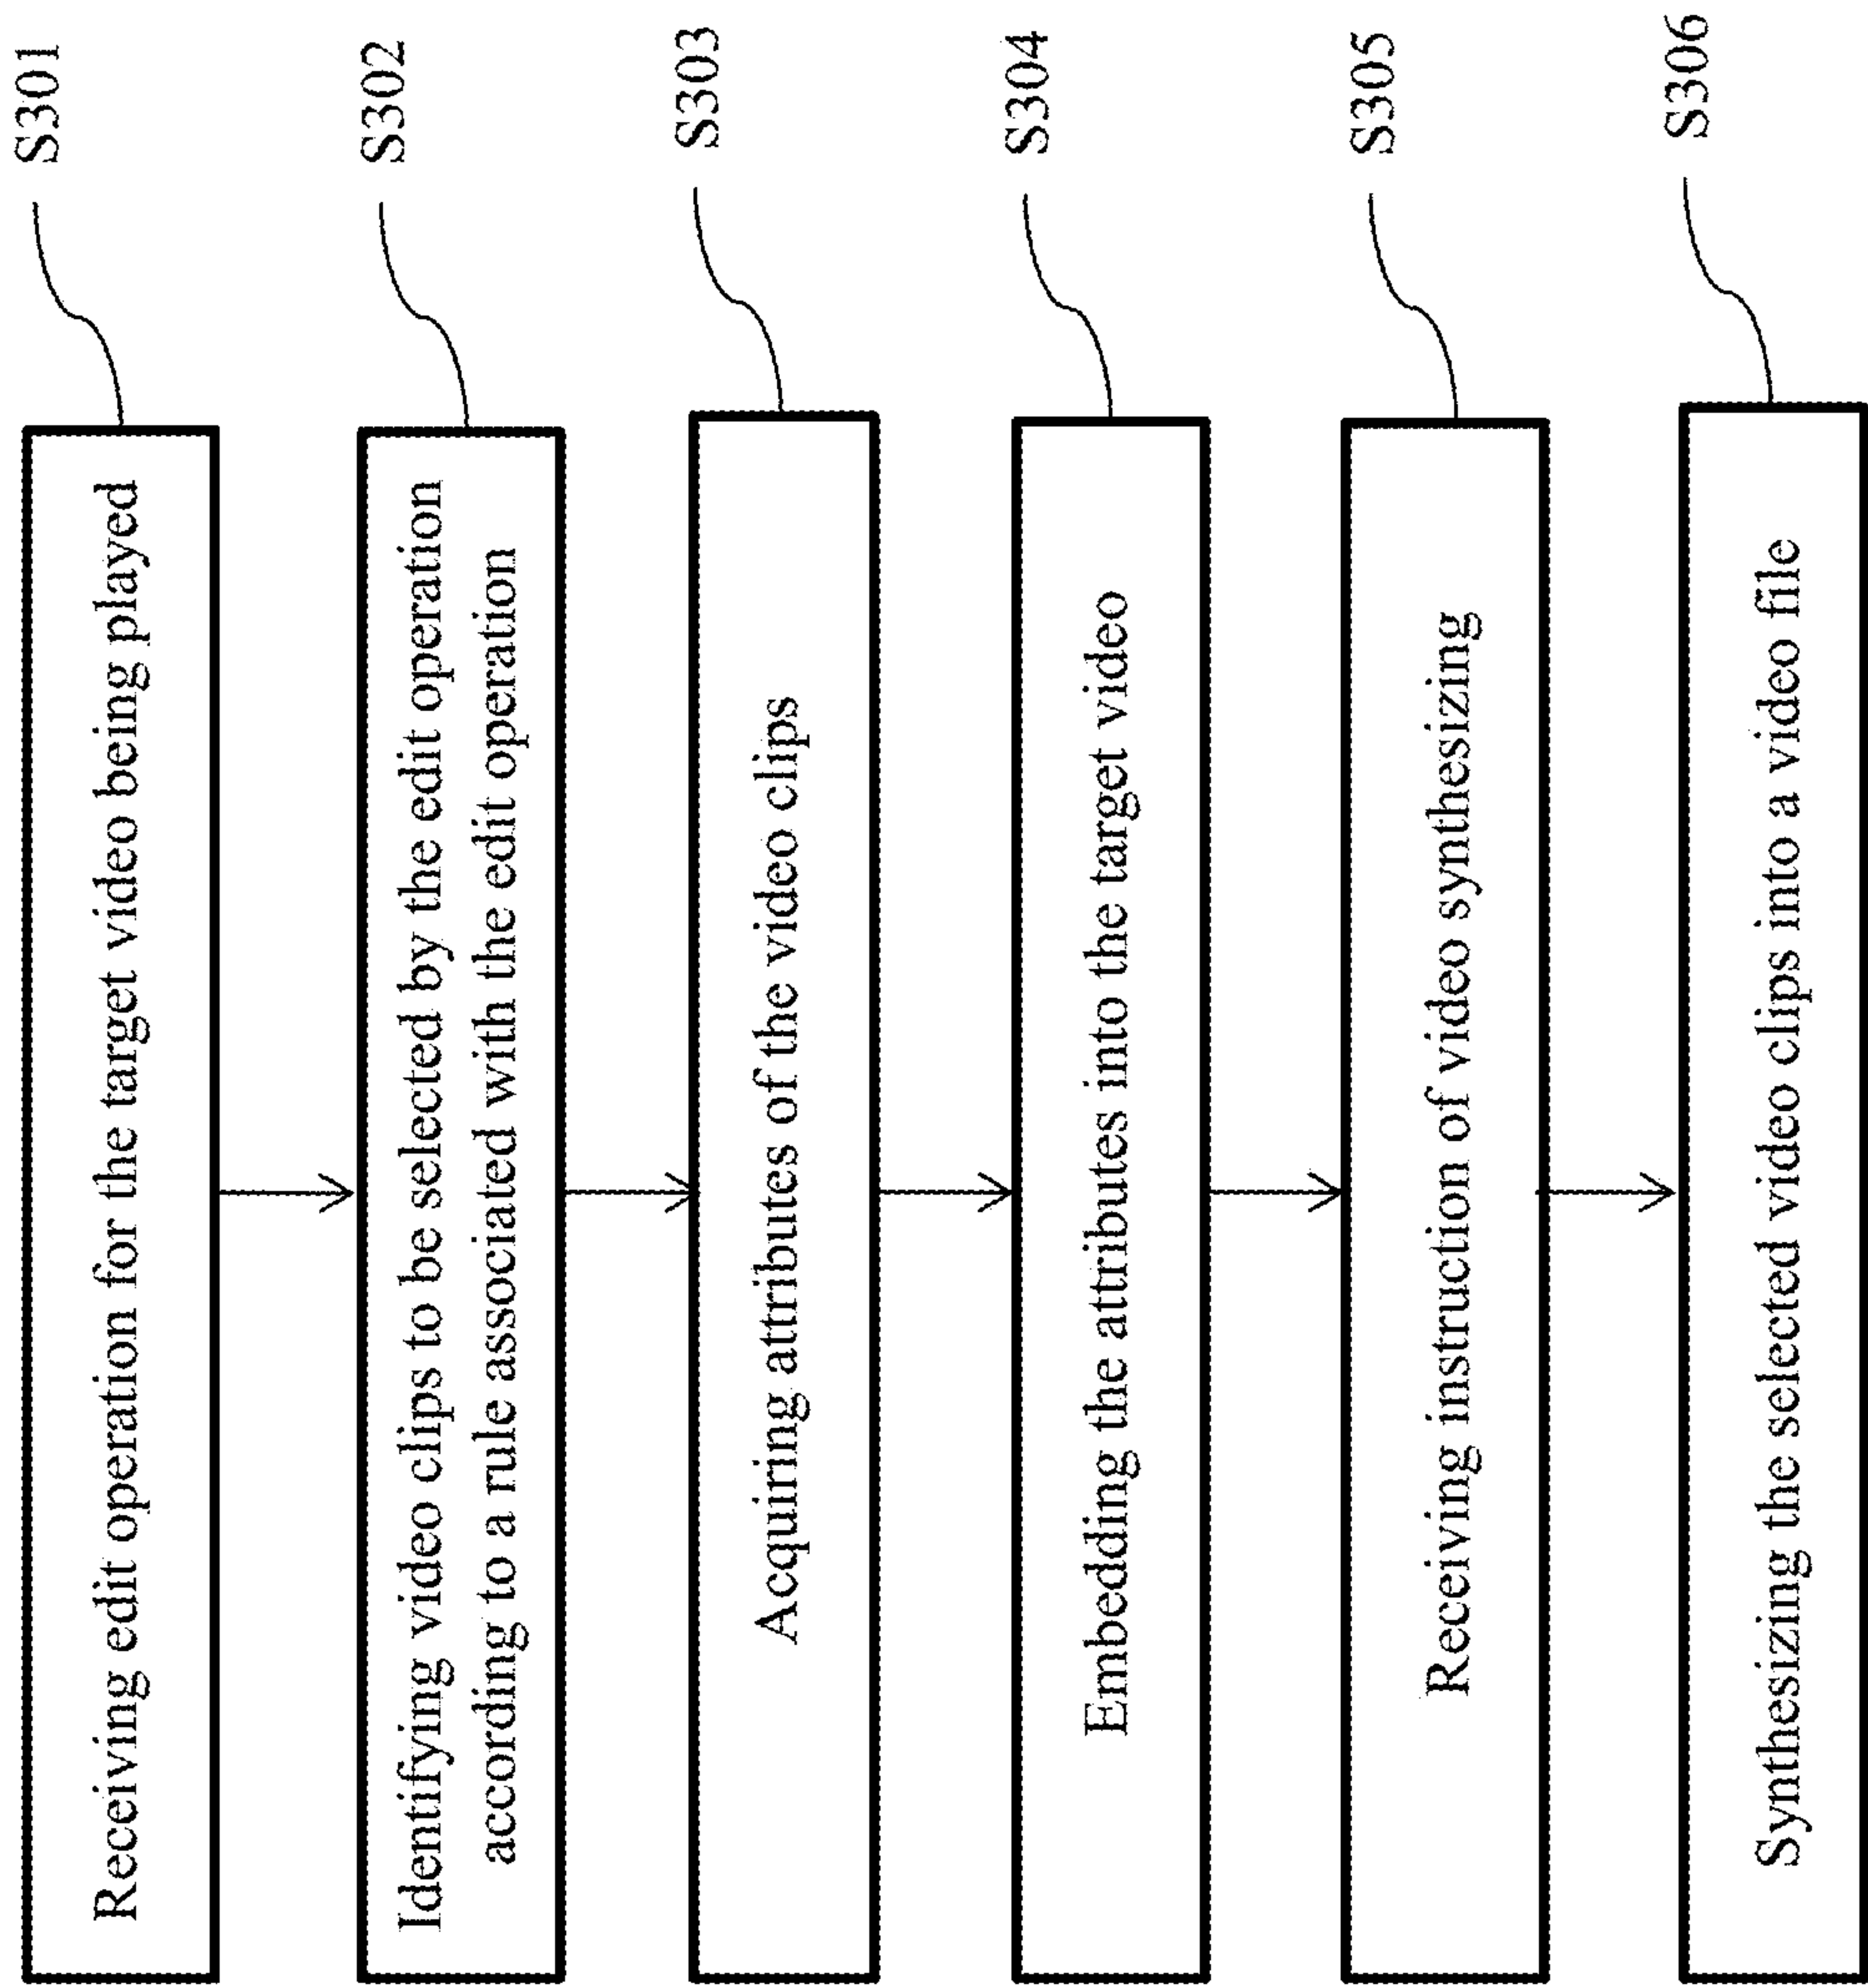 Receiving edit operation for the target video being played
S301
Identifying video clips to be selected by the edit operation
according to a rule associated with the edit operation
S302
Acquiring attributes of the video clips
S303
Embedding the attributes into the target video
S304
Receiving instruction of video synthesizing
S305
Synthesizing the selected video clips into a video file
S306